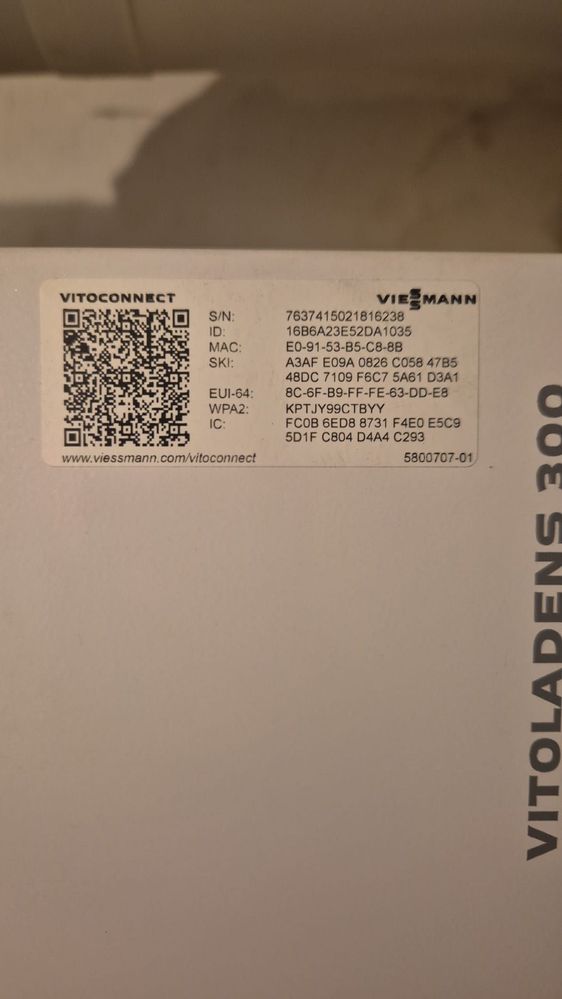 VITOCONNECT
VIESSMANN
S/N: 7637415021816238
ID: 16B6A23E52DA1035
MAC: E0-91-53-B5-C8-8B
SKI: A3AF E09A 0826 C058 47B5
48DC 7109 F6C7 5A61 D3A1
EUI-64: 8C-6F-B9-FF-FE-63-DD-E8
WPA2: KPTJY99CTBYY
IC: FC0B 6ED8 8731 F4E0 E5C9
5D1F C804 D4A4 C293
www.viessmann.com/vitoconnect
5800707-01
VITOLADENS 300